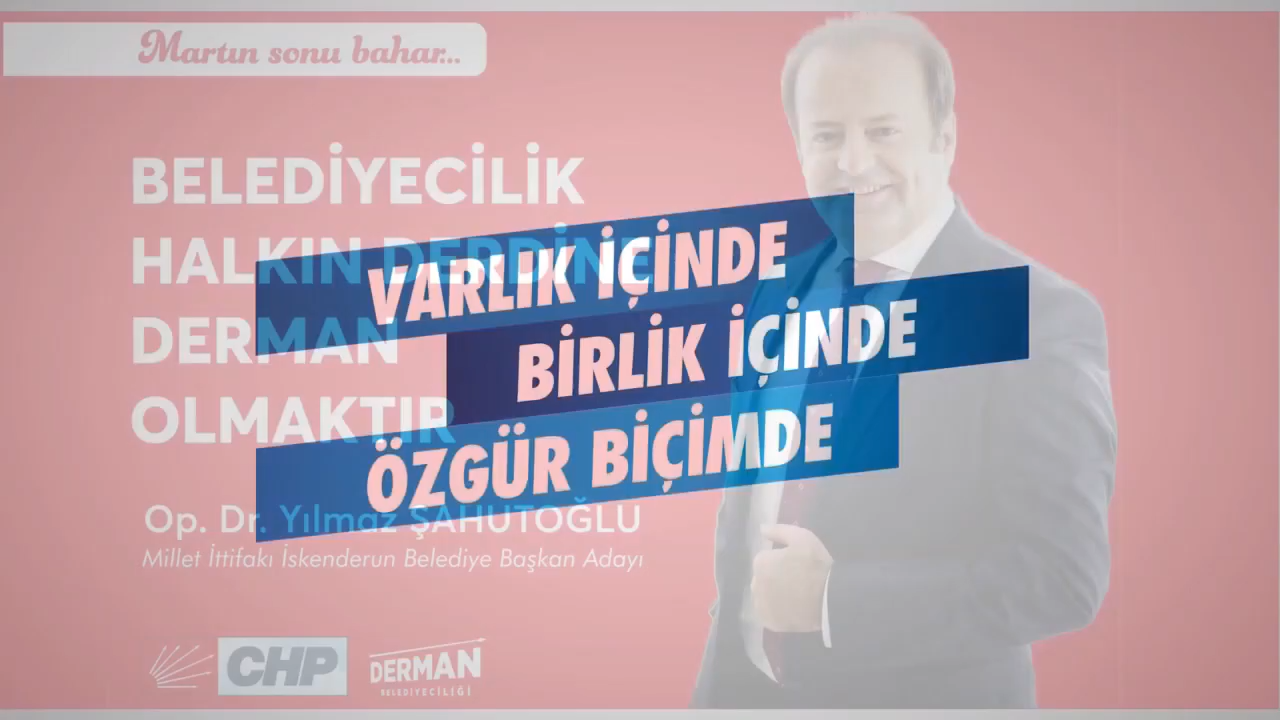 Martın sonu bahar...
BELEDİYECİLİK
HALKIN DERDİNE
DERMAN
OLMAKTIR
VARLIK İÇİNDE
BİRLİK İÇİNDE
ÖZGÜR BİÇİMDE
Op. Dr. Yılmaz ŞAHUTOĞLU
Millet İttifakı İskenderun Belediye Başkan Adayı
CHP
DERMAN
BELEDİYECİLİĞİ